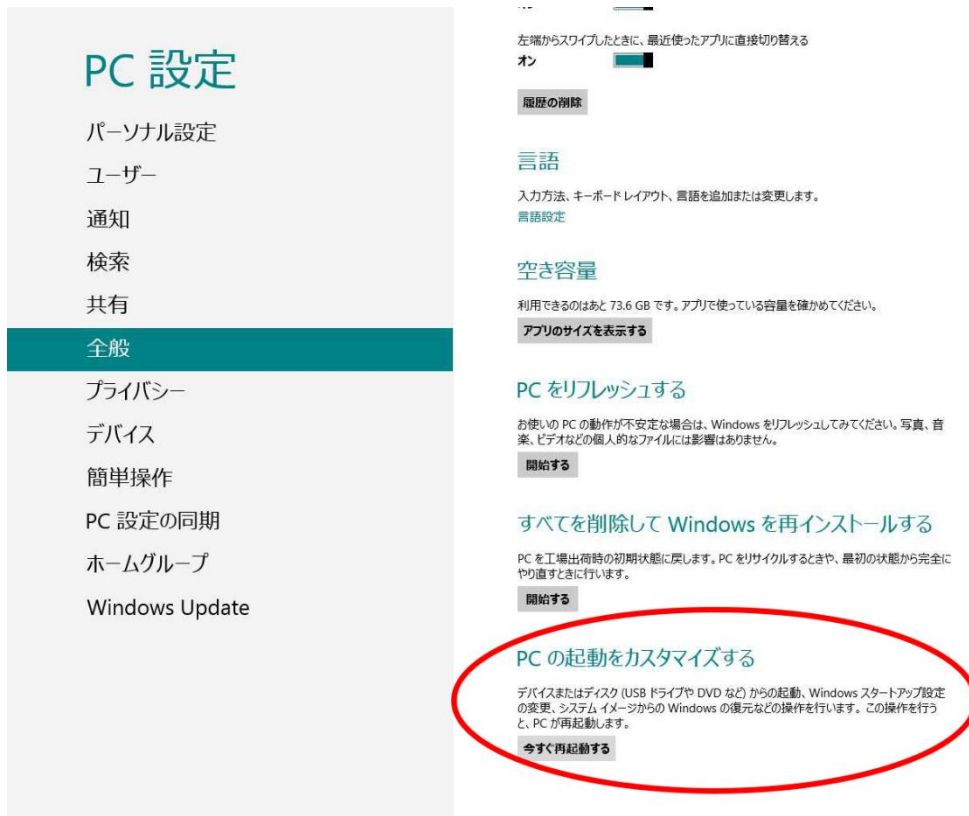 PC 設定
パーソナル設定
ユーザー
通知
検索
共有
全般
プライバシー
デバイス
簡単操作
PC 設定の同期
ホームグループ
Windows Update
左端からスワイプしたときに、最近使ったアプリに直接切り替える
オン
履歴の削除
言語
入力方法、キーボード レイアウト、言語を追加または変更します。
言語設定
空き容量
利用できるのはあと 73.6 GB です。アプリで使っている容量を確かめてください。
アプリのサイズを表示する
PC をリフレッシュする
お使いの PC の動作が不安定な場合は、Windows をリフレッシュしてみてください。写真、音
楽、ビデオなどの個人的なファイルには影響はありません。
開始する
すべてを削除して Windows を再インストールする
PC を工場出荷時の初期状態に戻します。PC をリサイクルするときや、最初の状態から完全に
やり直すときに行います。
開始する
PC の起動をカスタマイズする
デバイスまたはディスク (USB ドライブや DVD など) からの起動、Windows スタートアップ設定
の変更、システム イメージからの Windows の復元などの操作を行います。この操作を行う
と、PC が再起動します。
今すぐ再起動する